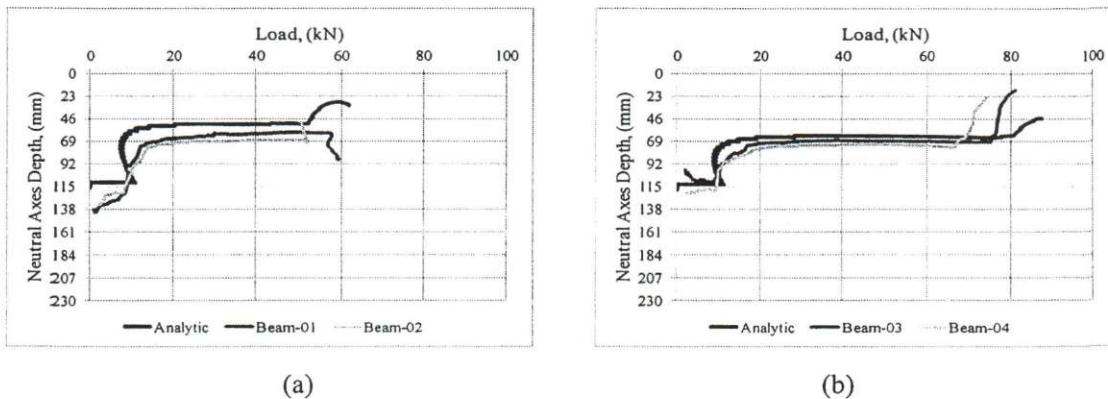 Load, (kN)
0 20 40 60 80 100
Neutral Axes Depth, (mm)
0
23
46
69
92
115
138
161
184
207
230
Analytic Beam-01 Beam-02
(a)
Load, (kN)
0 20 40 60 80 100
Neutral Axes Depth, (mm)
0
23
46
69
92
115
138
161
184
207
230
Analytic Beam-03 Beam-04
(b)